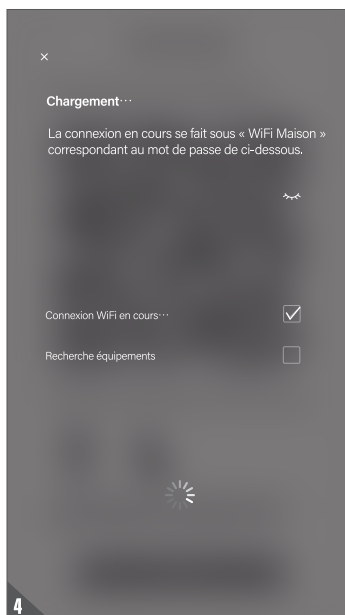 ×
Chargement···
La connexion en cours se fait sous « WiFi Maison »
correspondant au mot de passe de ci-dessous.
Connexion WiFi en cours···
Recherche équipements
4